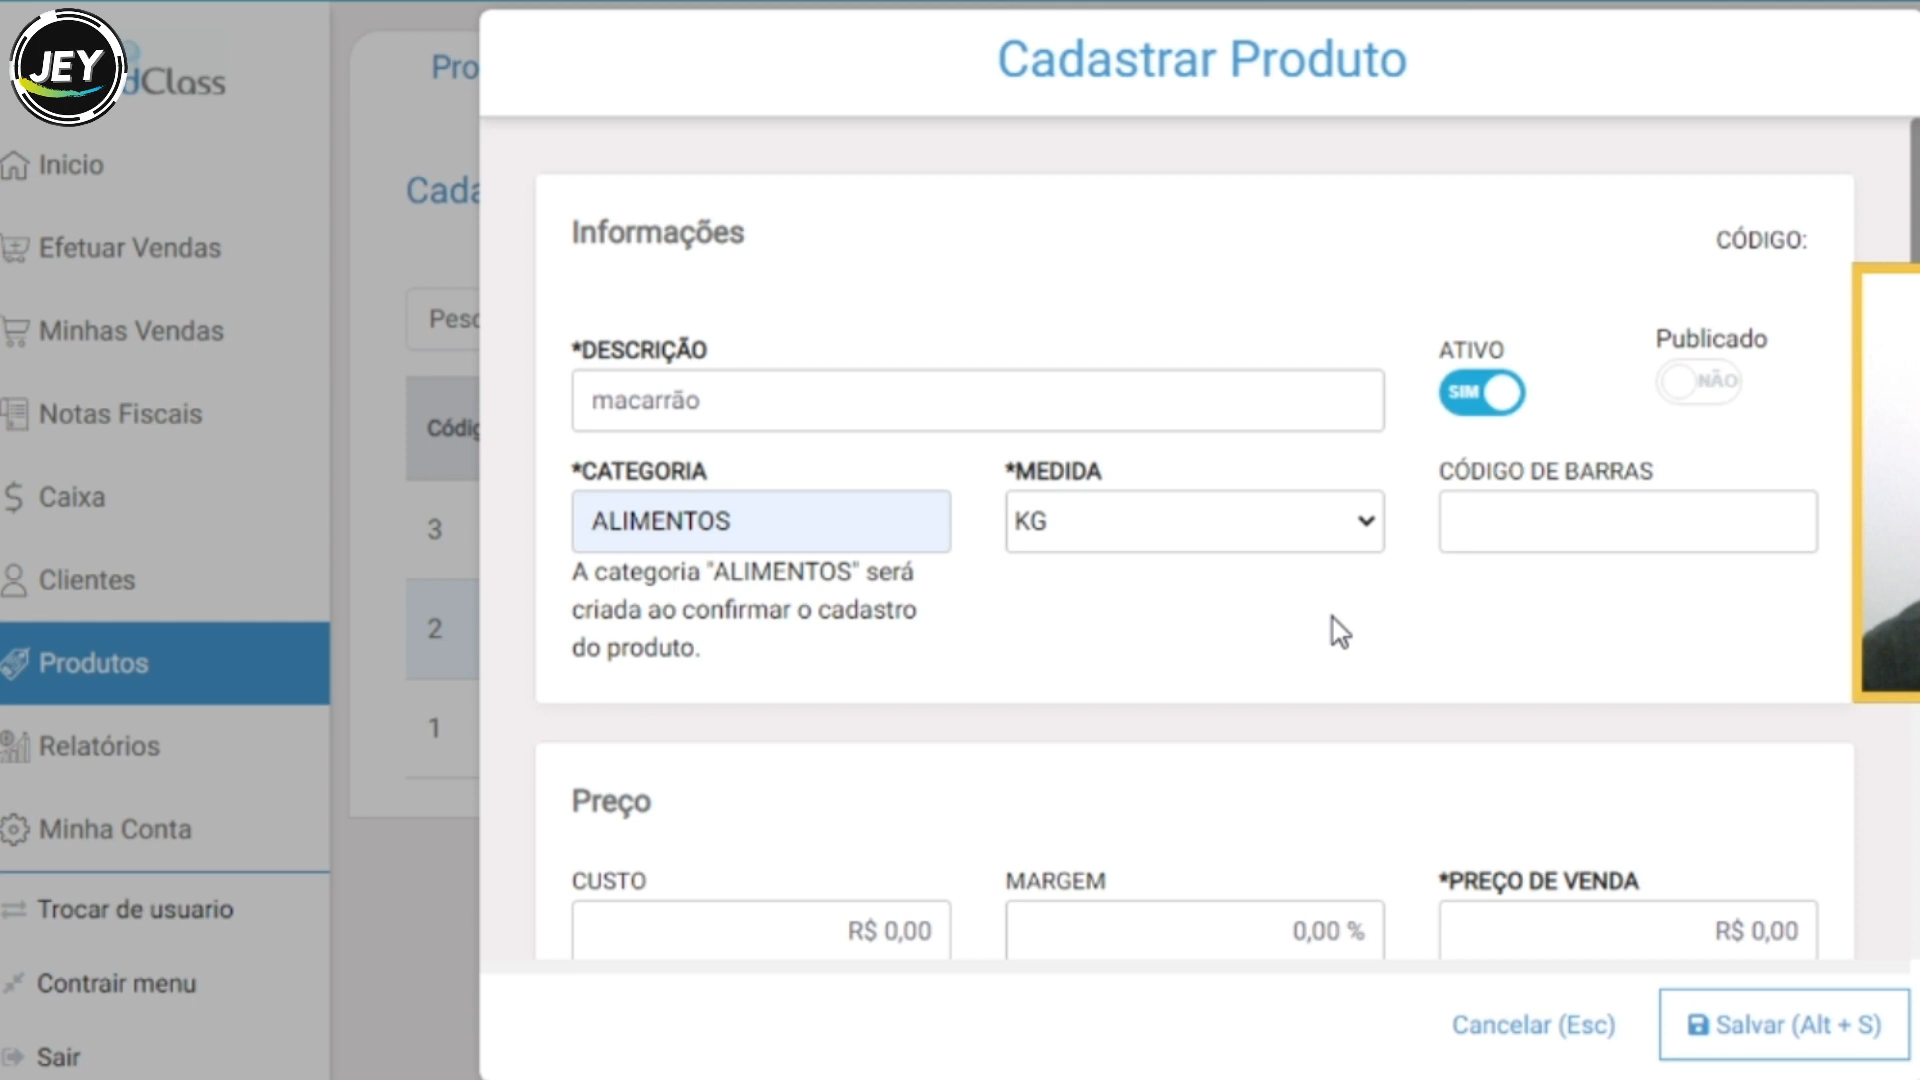 JEY
dClass
Inicio
Efetuar Vendas
Minhas Vendas
Notas Fiscais
Caixa
Clientes
Produtos
Relatórios
Minha Conta
Trocar de usuario
Contrair menu
Sair
Pro
Cada
Pesc
Códig
3
2
1
Cadastrar Produto
Informações
CÓDIGO:
*DESCRIÇÃO
macarrão
ATIVO
SIM
Publicado
NÃO
*CATEGORIA
ALIMENTOS
A categoria "ALIMENTOS" será
criada ao confirmar o cadastro
do produto.
*MEDIDA
KG
CÓDIGO DE BARRAS
Preço
CUSTO
R$ 0,00
MARGEM
0,00 %
*PREÇO DE VENDA
R$ 0,00
Cancelar (Esc)
Salvar (Alt + S)